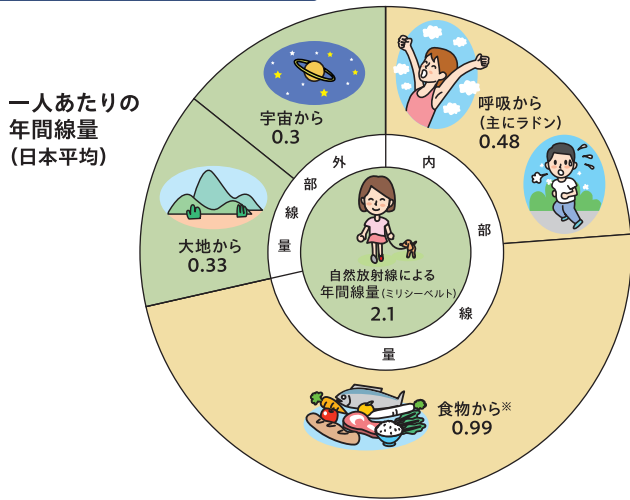 一人あたりの
年間線量
(日本平均)
宇宙から
0.3
呼吸から
(主にラドン)
0.48
大地から
0.33
外部線量
内部線量
自然放射線による
年間線量(ミリシーベルト)
2.1
食物から※
0.99